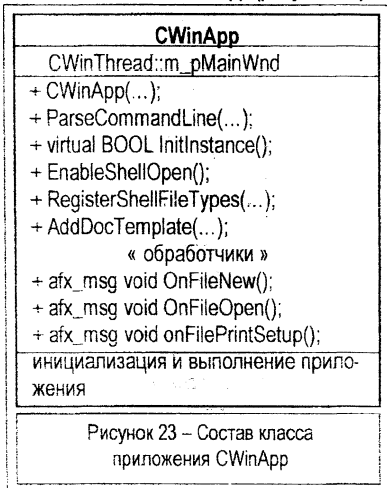 CWinApp
CWinThread::m_pMainWnd
+ CWinApp(...);
+ ParseCommandLine(...);
+ virtual BOOL InitInstance();
+ EnableShellOpen();
+ RegisterShellFileTypes(...);
+ AddDocTemplate(...);
« обработчики »
+ afx_msg void OnFileNew();
+ afx_msg void OnFileOpen();
+ afx_msg void onFilePrintSetup();
инициализация и выполнение прило-
жения
Рисунок 23 – Состав класса
приложения CWinApp